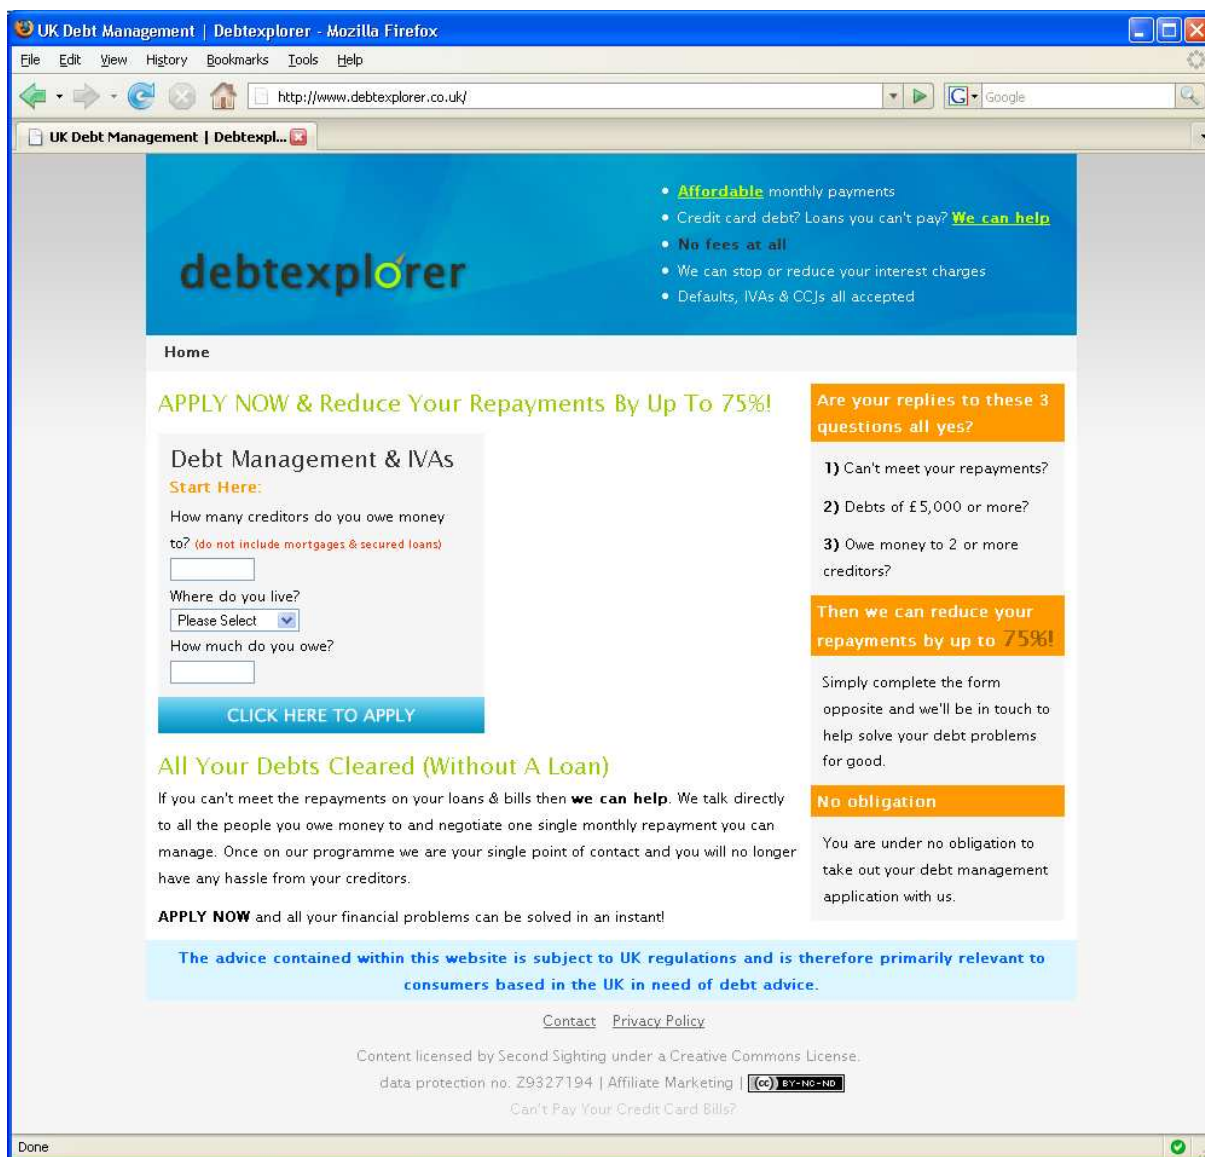 UK Debt Management | Debtexplorer - Mozilla Firefox
File Edit View History Bookmarks Tools Help
http://www.debtexplorer.co.uk/
G Google
UK Debt Management | Debtexpl...
debtexplorer
• Affordable monthly payments
• Credit card debt? Loans you can't pay? We can help
• No fees at all
• We can stop or reduce your interest charges
• Defaults, IVAs & CCJs all accepted
Home
APPLY NOW & Reduce Your Repayments By Up To 75%!
Debt Management & IVAs
Start Here:
How many creditors do you owe money
to? (do not include mortgages & secured loans)
Where do you live?
Please Select
How much do you owe?
CLICK HERE TO APPLY
All Your Debts Cleared (Without A Loan)
If you can't meet the repayments on your loans & bills then we can help. We talk directly
to all the people you owe money to and negotiate one single monthly repayment you can
manage. Once on our programme we are your single point of contact and you will no longer
have any hassle from your creditors.
APPLY NOW and all your financial problems can be solved in an instant!
Are your replies to these 3
questions all yes?
1) Can't meet your repayments?
2) Debts of £5,000 or more?
3) Owe money to 2 or more
creditors?
Then we can reduce your
repayments by up to 75%!
Simply complete the form
opposite and we'll be in touch to
help solve your debt problems
for good.
No obligation
You are under no obligation to
take out your debt management
application with us.
The advice contained within this website is subject to UK regulations and is therefore primarily relevant to
consumers based in the UK in need of debt advice.
Contact Privacy Policy
Content licensed by Second Sighting under a Creative Commons License.
data protection no. Z9327194 | Affiliate Marketing | (cc) BY-NC-ND
Can't Pay Your Credit Card Bills?
Done